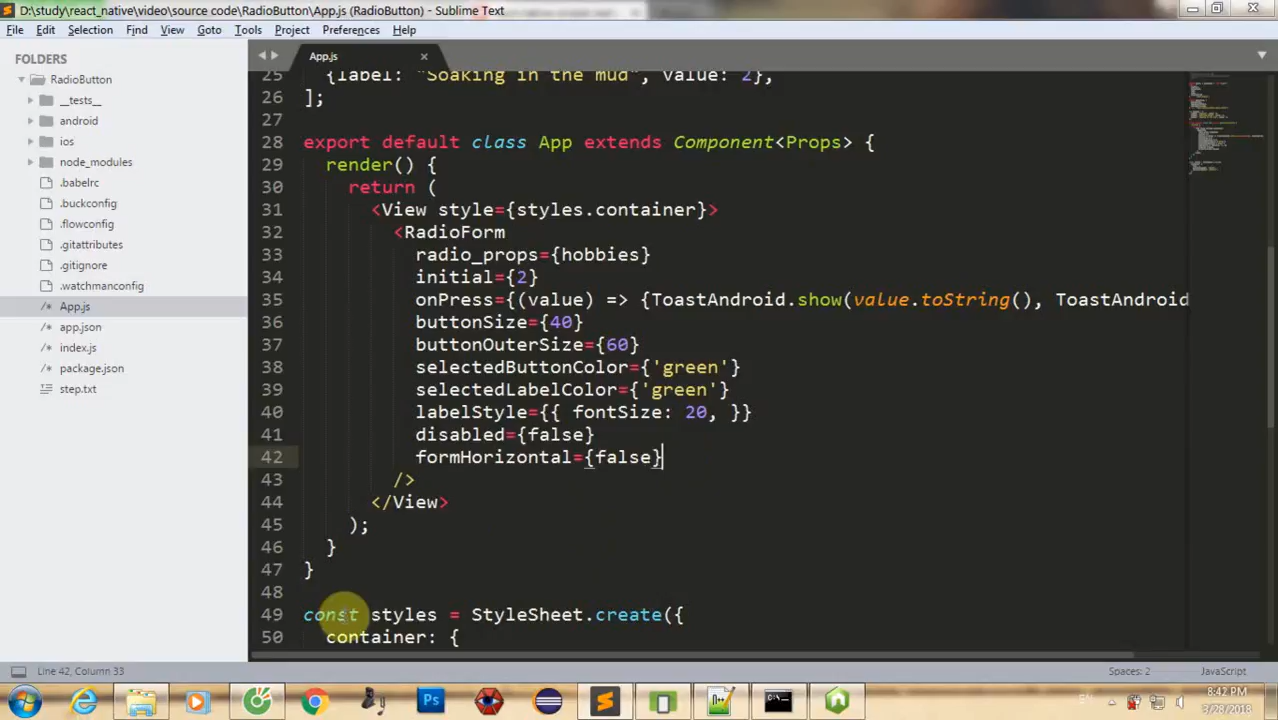 D:\study\react_native\video\source code\RadioButton\App.js (RadioButton) - Sublime Text
File Edit Selection Find View Goto Tools Project Preferences Help
FOLDERS
RadioButton
__tests__
android
ios
node_modules
.babelrc
.buckconfig
.flowconfig
.gitattributes
.gitignore
.watchmanconfig
App.js
app.json
index.js
package.json
step.txt
App.js
25 {label: "Soaking in the mud", value: 2},
26 ];
27
28 export default class App extends Component<Props> {
29 render() {
30 return (
31 <View style={styles.container}>
32 <RadioForm
33 radio_props={hobbies}
34 initial={2}
35 onPress={(value) => {ToastAndroid.show(value.toString(), ToastAndroid
36 buttonSize={40}
37 buttonOuterSize={60}
38 selectedButtonColor={'green'}
39 selectedLabelColor={'green'}
40 labelStyle={{ fontSize: 20, }}
41 disabled={false}
42 formHorizontal={false}
43 />
44 </View>
45 );
46 }
47 }
48
49 const styles = StyleSheet.create({
50 container: {
Line 42, Column 33
Spaces: 2
JavaScript
Ps
8:42 PM
3/28/2018